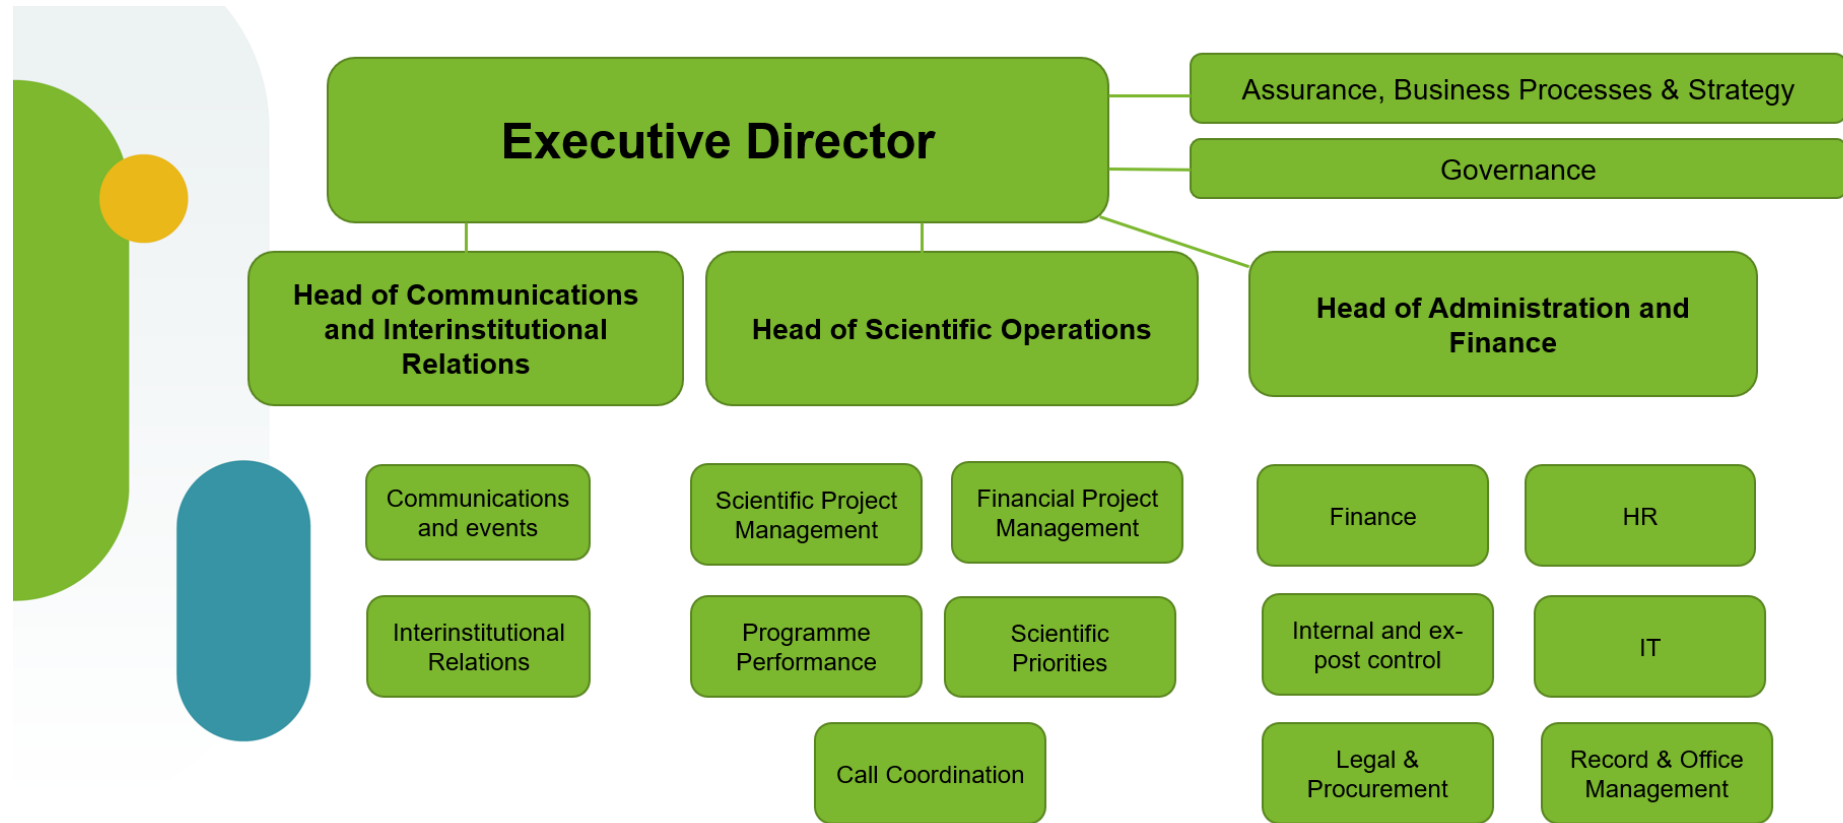 Executive Director
Assurance, Business Processes & Strategy
Governance
Head of Communications
and Interinstitutional
Relations
Head of Scientific Operations
Head of Administration and
Finance
Communications
and events
Interinstitutional
Relations
Scientific Project
Management
Financial Project
Management
Programme
Performance
Scientific
Priorities
Call Coordination
Finance
HR
Internal and ex-
post control
IT
Legal &
Procurement
Record & Office
Management